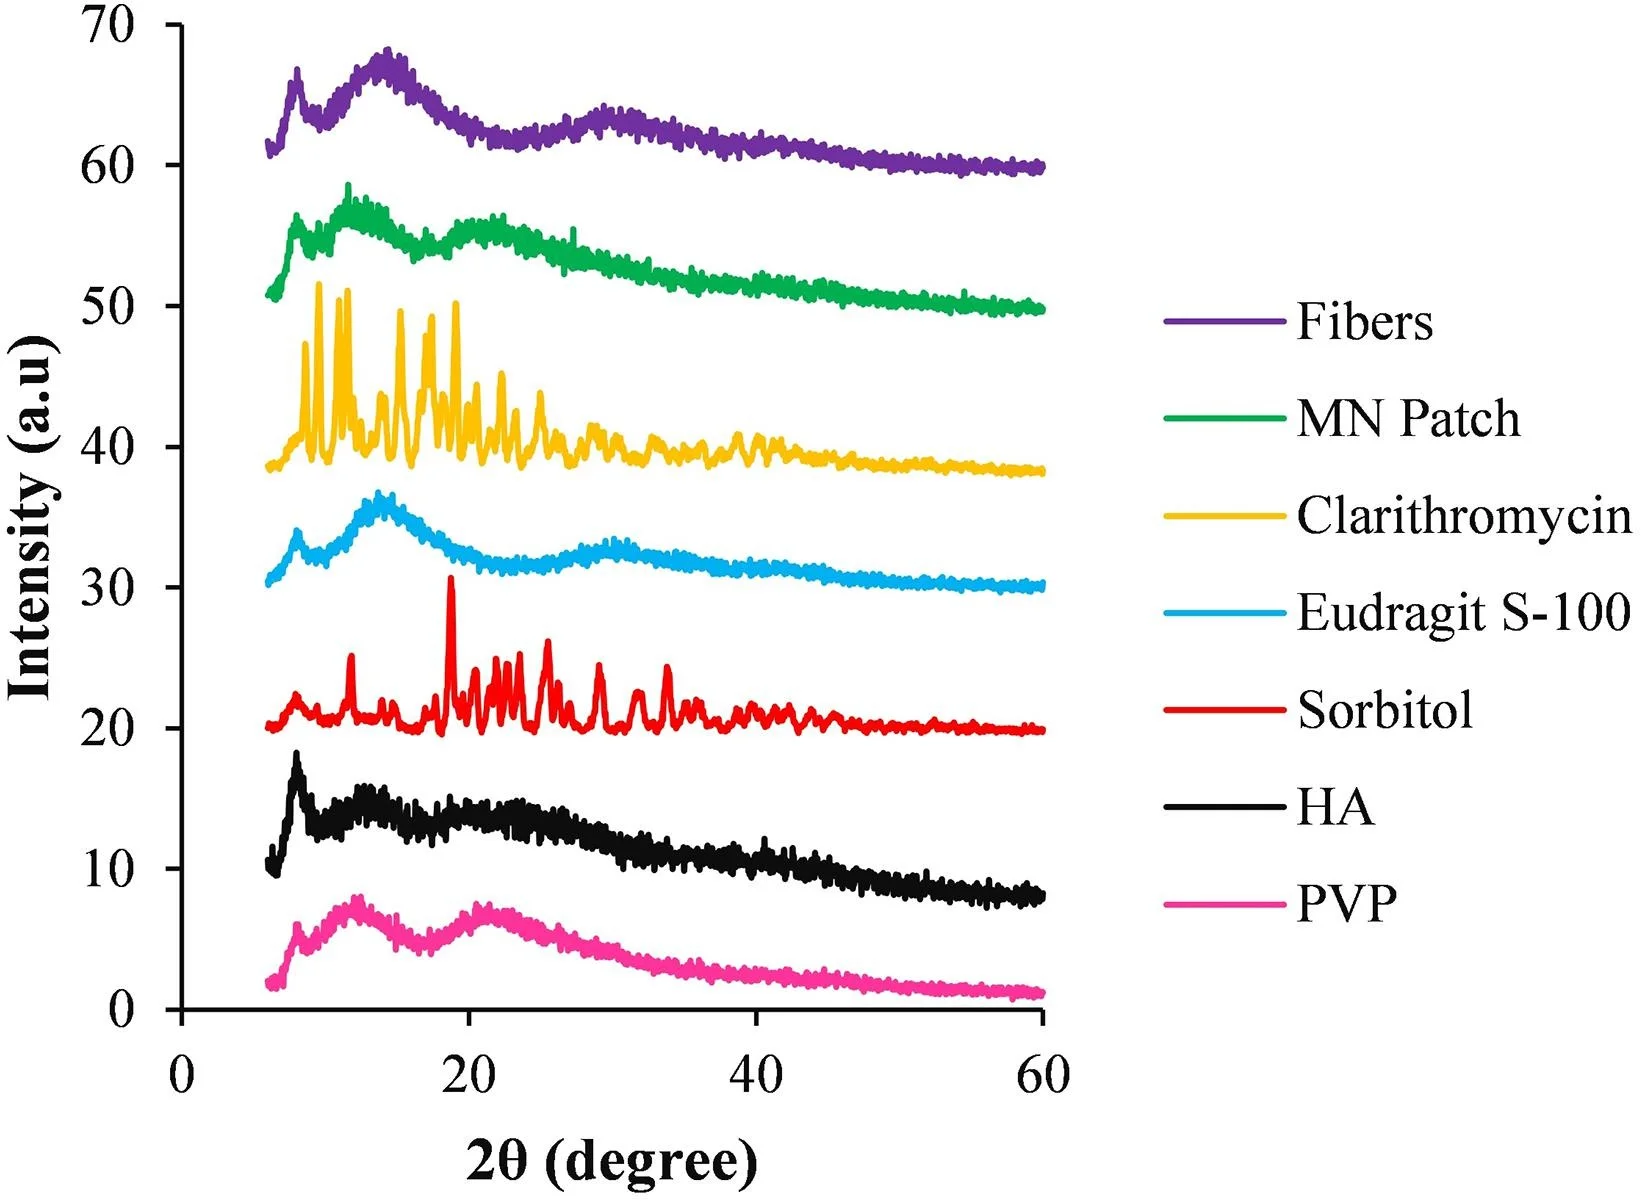 70
60
50
40
30
20
10
0
Intensity (a.u)
0 20 40 60
2θ (degree)
Fibers
MN Patch
Clarithromycin
Eudragit S-100
Sorbitol
HA
PVP